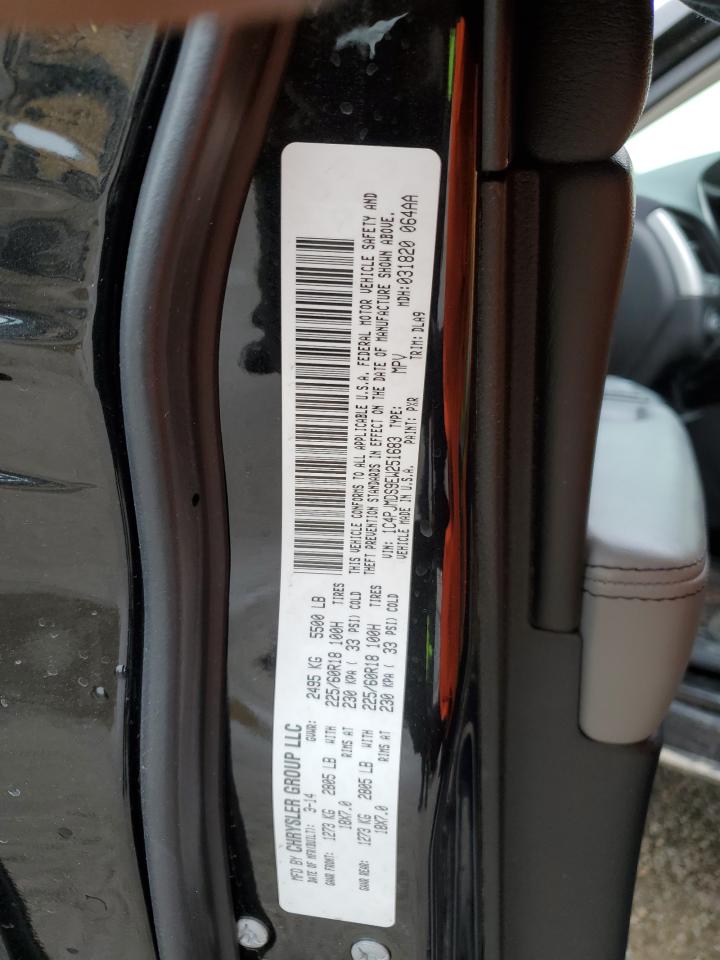 MFD BY CHRYSLER GROUP LLC
DATE OF MFR(BUILT): 3-14 GVWR: 2495 KG 5500 LB
GAWR FRONT: 1273 KG 2805 LB WITH 225/60R18 100H TIRES
18X7.0 RIMS AT 230 KPA ( 33 PSI) COLD
GAWR REAR: 1273 KG 2805 LB WITH 225/60R18 100H TIRES
18X7.0 RIMS AT 230 KPA ( 33 PSI) COLD
THIS VEHICLE CONFORMS TO ALL APPLICABLE U.S.A. FEDERAL MOTOR VEHICLE SAFETY AND
THEFT PREVENTION STANDARDS IN EFFECT ON THE DATE OF MANUFACTURE SHOWN ABOVE.
VIN: 1C4PJMDS9EW251683 TYPE: MPV MDH:031820 064AA
VEHICLE MADE IN U.S.A. PAINT: PXR TRIM: DLA9